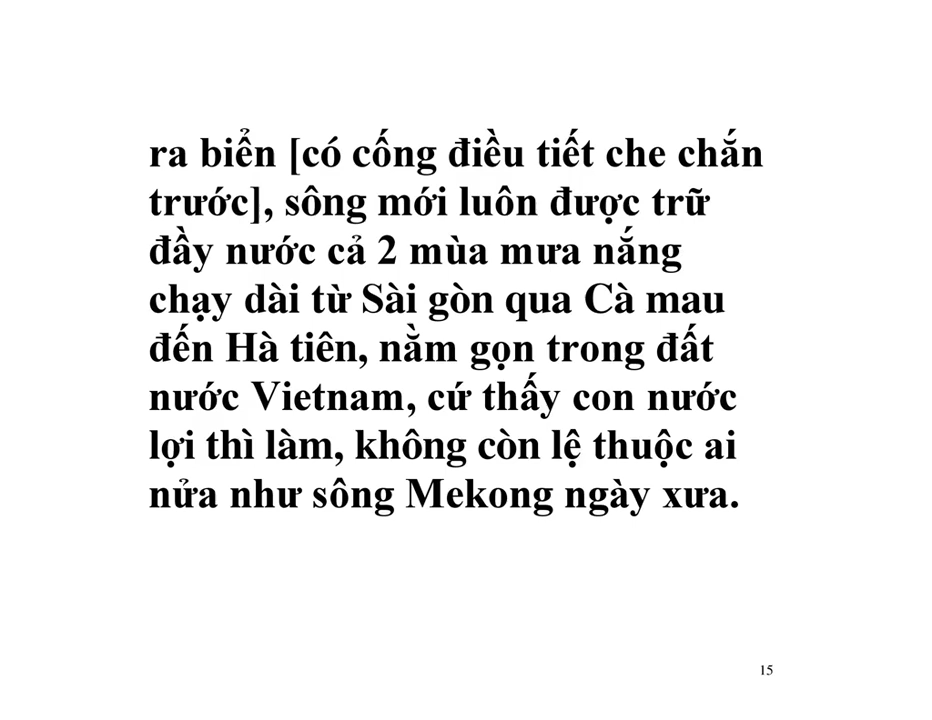 ra biển [có cống điều tiết che chắn
trước], sông mới luôn được trữ
đầy nước cả 2 mùa mưa nắng
chạy dài từ Sài gòn qua Cà mau
đến Hà tiên, nằm gọn trong đất
nước Vietnam, cứ thấy con nước
lợi thì làm, không còn lệ thuộc ai
nửa như sông Mekong ngày xưa.
15